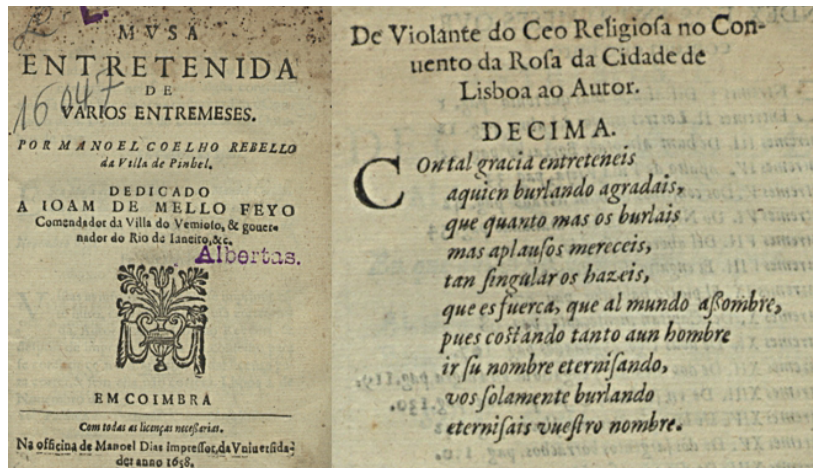 MVSA
ENTRETENIDA
DE
VARIOS ENTREMESES.
POR MANOEL COELHO REBELLO
da Villa de Pinhel.
DEDICADO
A IOAM DE MELLO FEYO
Comendador da Villa do Vemioſo, & gouer-
nador do Rio de Ianeiro, &c.
Albertas.
16047
EM COIMBRA
Com todas as licenças neceſſarias.
Na officina de Manoel Dias Impreſſor, da Vniuerſida-
de: anno 1658.
De Violante do Ceo Religioſa no Con-
uento da Roſa da Cidade de
Lisboa ao Autor.
DECIMA.
COn tal gracia entreteneis
aquien burlando agradais,
que quanto mas os burlais
mas aplauſos mereceis,
tan ſingular os hazeis,
que es fuerca, que al mundo aſſombre,
pues coſtando tanto aun hombre
ir ſu nombre eterniſando,
vos ſolamente burlando
eterniſais vueſtro nombre.